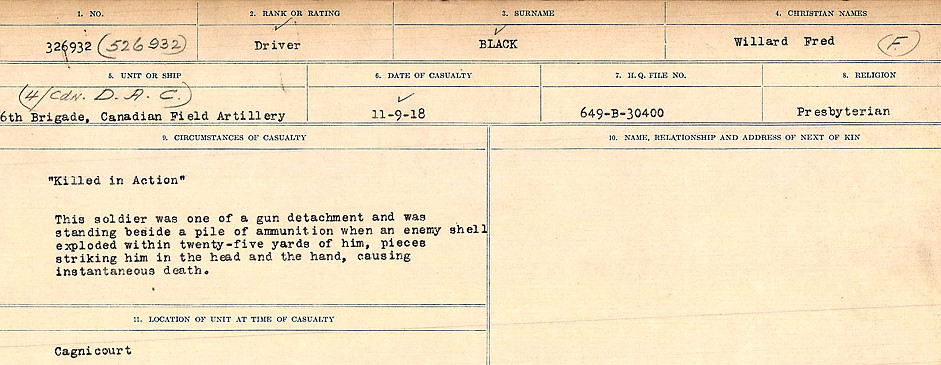 1. NO.
2. RANK OR RATING
3. SURNAME
4. CHRISTIAN NAMES
326932 (526932)
Driver
BLACK
Willard Fred (F.)
5. UNIT OR SHIP
6. DATE OF CASUALTY
7. H.Q. FILE NO.
8. RELIGION
(4/CDN. D.A.C.)
6th Brigade, Canadian Field Artillery
11-9-18
649-B-30400
Presbyterian
9. CIRCUMSTANCES OF CASUALTY
10. NAME, RELATIONSHIP AND ADDRESS OF NEXT OF KIN
"Killed in Action"
This soldier was one of a gun detachment and was
standing beside a pile of ammunition when an enemy shell
exploded within twenty-five yards of him, pieces
striking him in the head and the hand, causing
instantaneous death.
11. LOCATION OF UNIT AT TIME OF CASUALTY
Cagnicourt